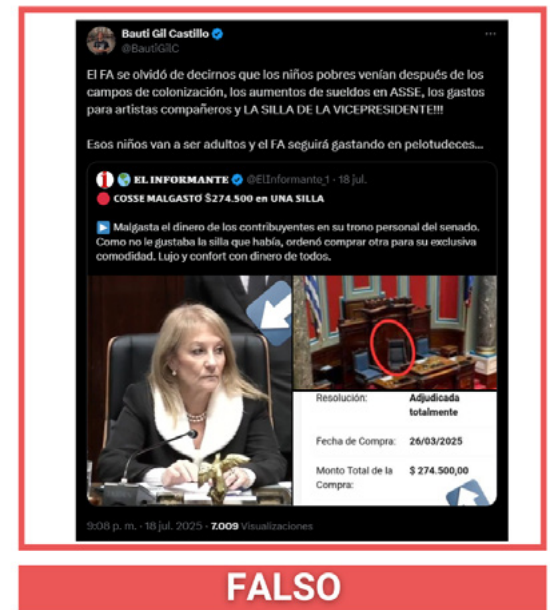 Bauti Gil Castillo
@BautiGilC
El FA se olvidó de decirnos que los niños pobres venían después de los
campos de colonización, los aumentos de sueldos en ASSE, los gastos
para artistas compañeros y LA SILLA DE LA VICEPRESIDENTE!!!
Esos niños van a ser adultos y el FA seguirá gastando en pelotudeces...
EL INFORMANTE @ElInformante_1 · 18 jul.
COSSE MALGASTÓ $274.500 en UNA SILLA
Malgasta el dinero de los contribuyentes en su trono personal del senado.
Como no le gustaba la silla que había, ordenó comprar otra para su exclusiva
comodidad. Lujo y confort con dinero de todos.
Resolución: Adjudicada
totalmente
Fecha de Compra: 26/03/2025
Monto Total de la $ 274.500,00
Compra:
9:08 p. m. · 18 jul. 2025 · 7.009 Visualizaciones
FALSO